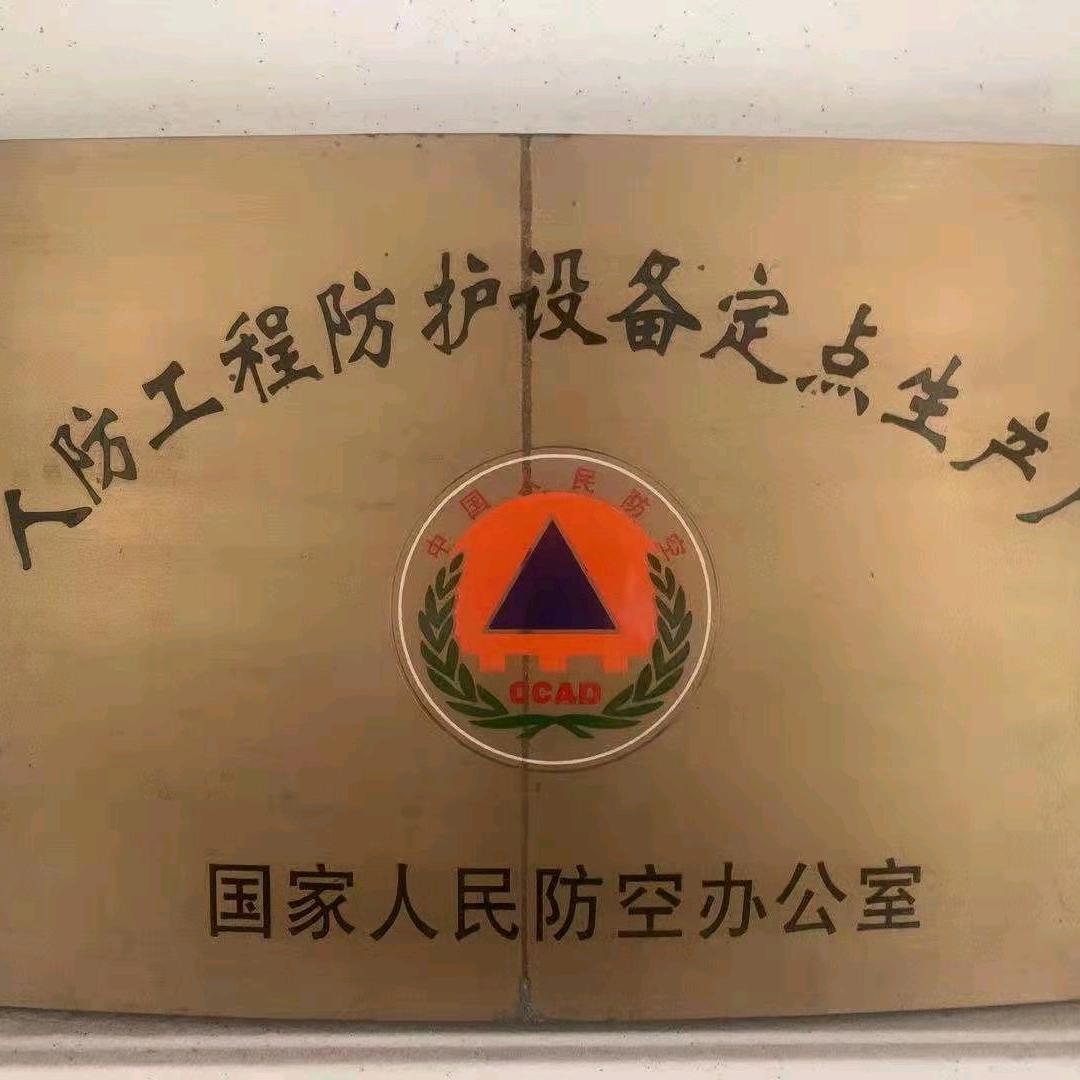 人防工程防护设备定点生产
中国人民防空
CCAD
国家人民防空办公室